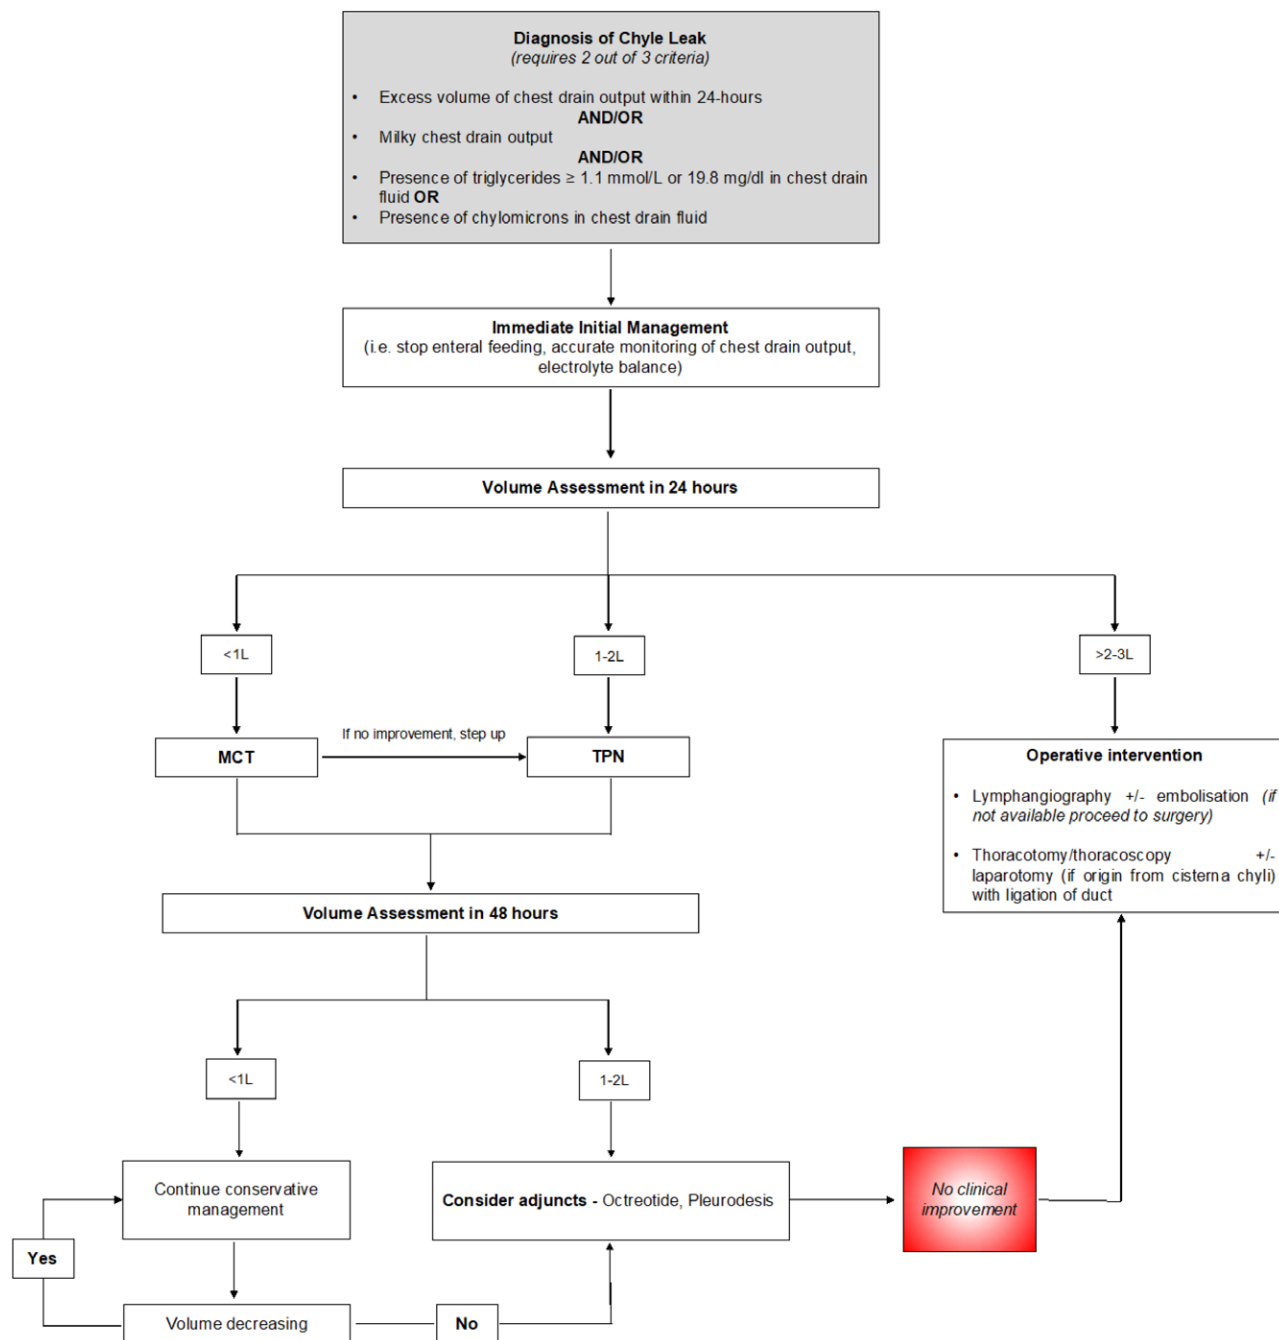 Diagnosis of Chyle Leak
(requires 2 out of 3 criteria)
• Excess volume of chest drain output within 24-hours
AND/OR
• Milky chest drain output
AND/OR
• Presence of triglycerides ≥ 1.1 mmol/L or 19.8 mg/dl in chest drain
fluid OR
• Presence of chylomicrons in chest drain fluid
Immediate Initial Management
(i.e. stop enteral feeding, accurate monitoring of chest drain output,
electrolyte balance)
Volume Assessment in 24 hours
<1L
1-2L
>2-3L
MCT
If no improvement, step up
TPN
Operative intervention
• Lymphangiography +/- embolisation (if
not available proceed to surgery)
• Thoracotomy/thoracoscopy +/-
laparotomy (if origin from cisterna chyli)
with ligation of duct
Volume Assessment in 48 hours
<1L
1-2L
Continue conservative
management
Consider adjuncts - Octreotide, Pleurodesis
No clinical
improvement
Yes
Volume decreasing
No